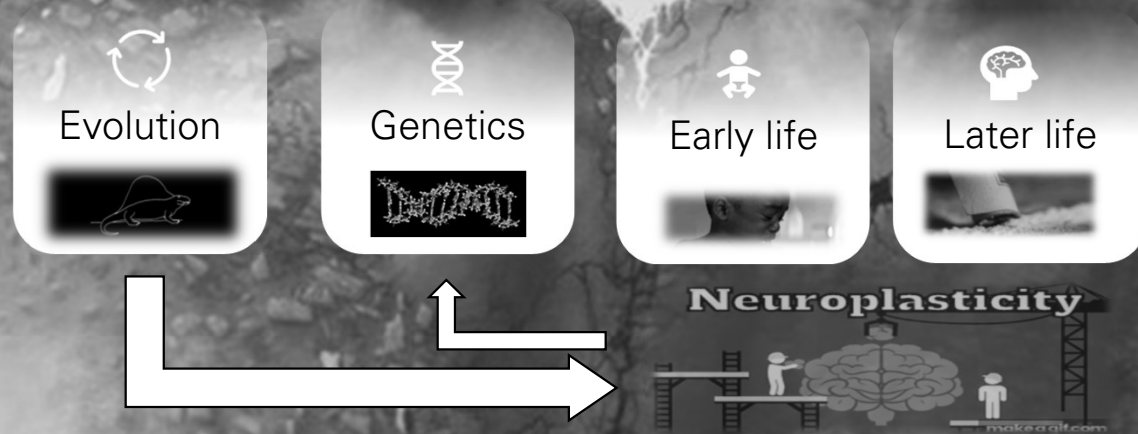 Evolution
Genetics
Early life
Later life
Neuroplasticity
makeagif.com